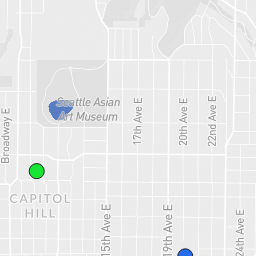 Seattle Asian
Art Museum
Broadway E
17th Ave E
20th Ave E
22nd Ave E
CAPITOL
HILL
15th Ave E
19th Ave E
24th Ave E